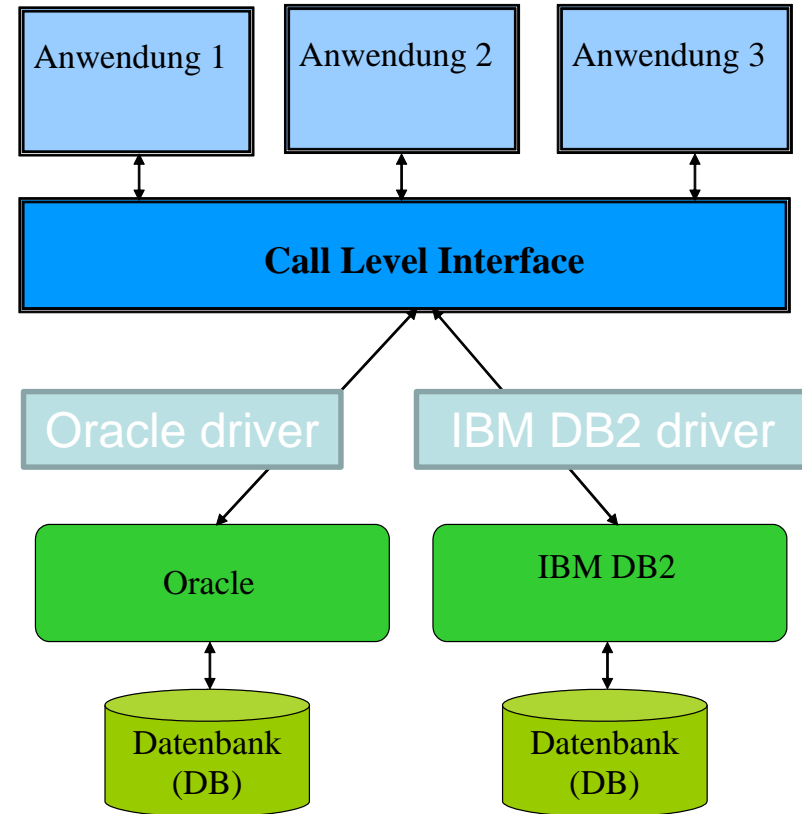 Anwendung 1
Anwendung 2
Anwendung 3
Call Level Interface
Oracle driver
IBM DB2 driver
Oracle
IBM DB2
Datenbank
(DB)
Datenbank
(DB)